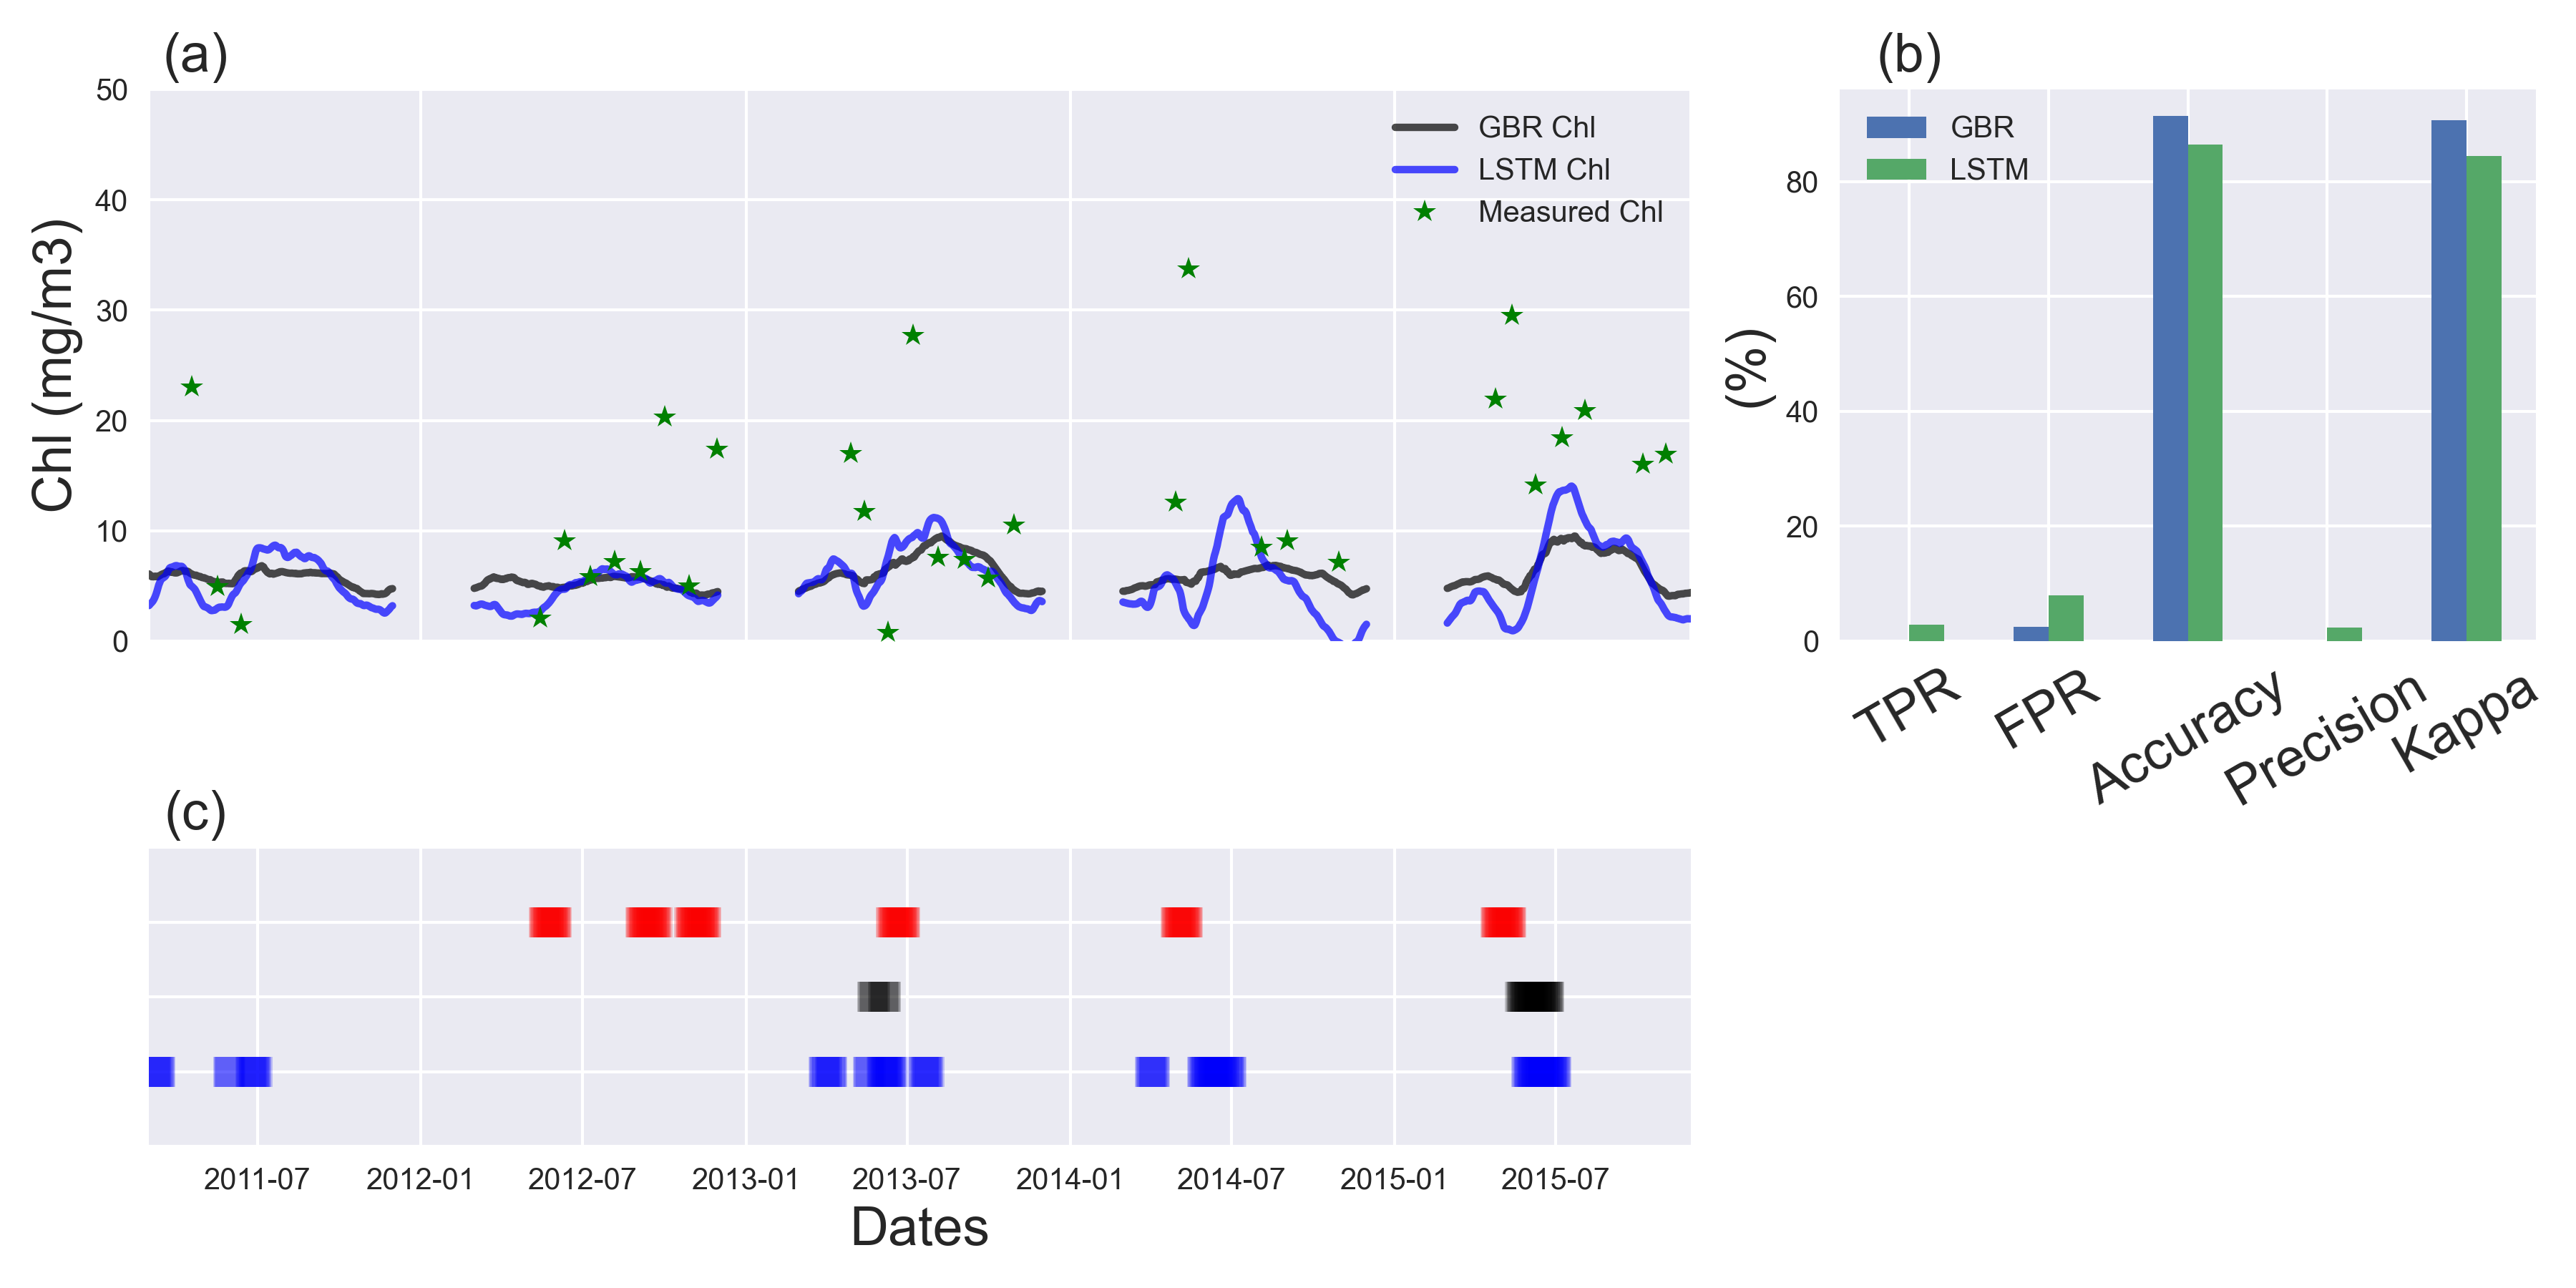 (a)
50
40
30
20
10
0
Chl (mg/m3)
GBR Chl
LSTM Chl
Measured Chl
(b)
80
60
40
20
0
(%)
GBR
LSTM
TPR
FPR
Accuracy
Precision
Kappa
(c)
2011-07
2012-01
2012-07
2013-01
2013-07
2014-01
2014-07
2015-01
2015-07
Dates